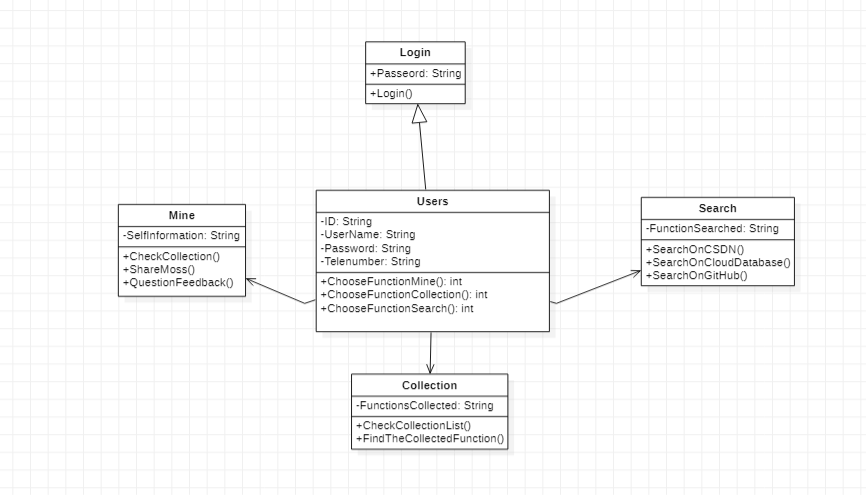 Login
+Passeord: String
+Login()
Users
-ID: String
-UserName: String
-Password: String
-Telenumber: String
+ChooseFunctionMine(): int
+ChooseFunctionCollection(): int
+ChooseFunctionSearch(): int
Mine
-SelfInformation: String
+CheckCollection()
+ShareMoss()
+QuestionFeedback()
Search
-FunctionSearched: String
+SearchOnCSDN()
+SearchOnCloudDatabase()
+SearchOnGitHub()
Collection
-FunctionsCollected: String
+CheckCollectionList()
+FindTheCollectedFunction()